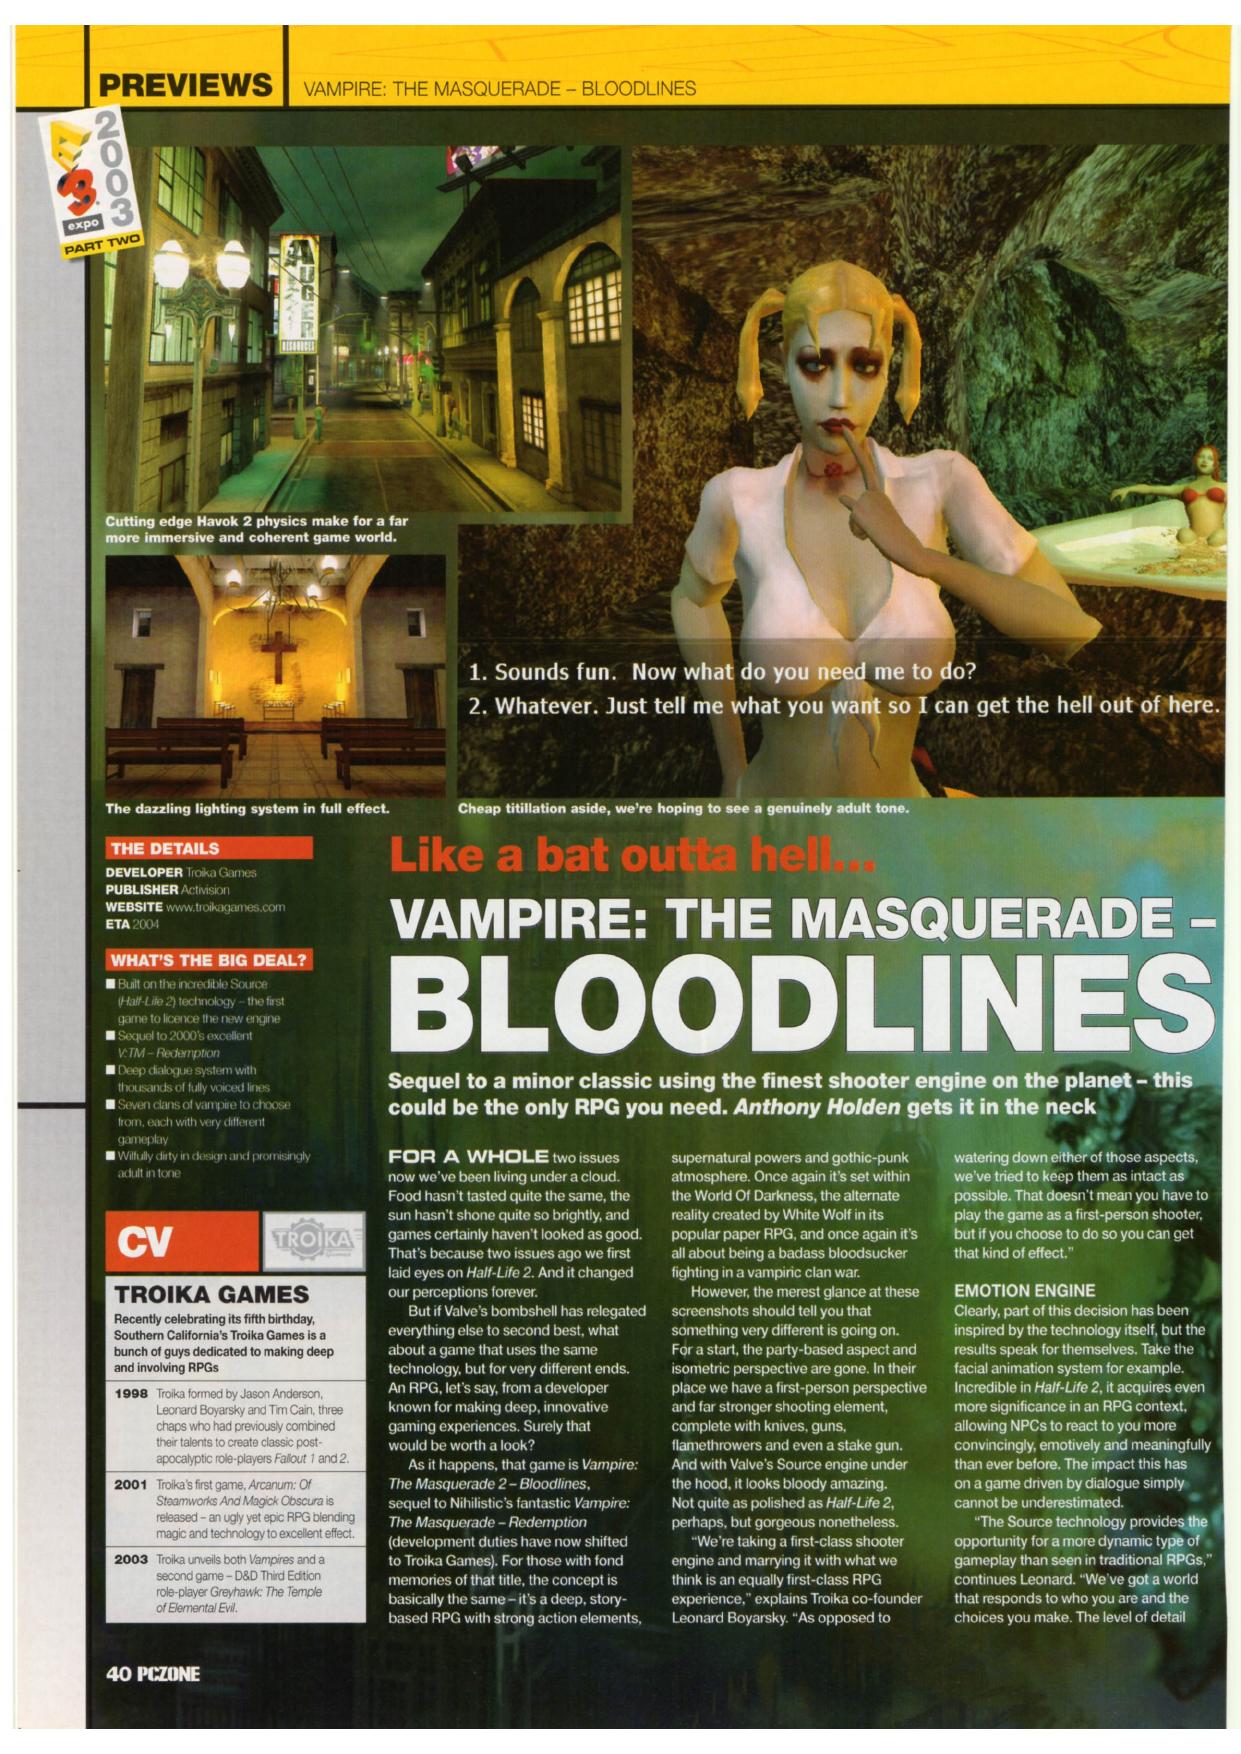 PREVIEWS
VAMPIRE: THE MASQUERADE – BLOODLINES
E3
expo
2003
PART TWO
AUGER
RESOURCES
Cutting edge Havok 2 physics make for a far
more immersive and coherent game world.
1. Sounds fun. Now what do you need me to do?
2. Whatever. Just tell me what you want so I can get the hell out of here.
The dazzling lighting system in full effect.
Cheap titillation aside, we're hoping to see a genuinely adult tone.
THE DETAILS
DEVELOPER Troika Games
PUBLISHER Activision
WEBSITE www.troikagames.com
ETA 2004
WHAT'S THE BIG DEAL?
■ Built on the incredible Source
(Half-Life 2) technology – the first
game to licence the new engine
■ Sequel to 2000's excellent
V:TM – Redemption
■ Deep dialogue system with
thousands of fully voiced lines
■ Seven clans of vampire to choose
from, each with very different
gameplay
■ Wilfully dirty in design and promisingly
adult in tone
CV
TROIKA
TROIKA GAMES
Recently celebrating its fifth birthday,
Southern California's Troika Games is a
bunch of guys dedicated to making deep
and involving RPGs
1998 Troika formed by Jason Anderson,
Leonard Boyarsky and Tim Cain, three
chaps who had previously combined
their talents to create classic post-
apocalyptic role-players Fallout 1 and 2.
2001 Troika's first game, Arcanum: Of
Steamworks And Magick Obscura is
released – an ugly yet epic RPG blending
magic and technology to excellent effect.
2003 Troika unveils both Vampires and a
second game – D&D Third Edition
role-player Greyhawk: The Temple
of Elemental Evil.
Like a bat outta hell...
VAMPIRE: THE MASQUERADE –
BLOODLINES
Sequel to a minor classic using the finest shooter engine on the planet – this
could be the only RPG you need. Anthony Holden gets it in the neck
FOR A WHOLE two issues
now we've been living under a cloud.
Food hasn't tasted quite the same, the
sun hasn't shone quite so brightly, and
games certainly haven't looked as good.
That's because two issues ago we first
laid eyes on Half-Life 2. And it changed
our perceptions forever.
But if Valve's bombshell has relegated
everything else to second best, what
about a game that uses the same
technology, but for very different ends.
An RPG, let's say, from a developer
known for making deep, innovative
gaming experiences. Surely that
would be worth a look?
As it happens, that game is Vampire:
The Masquerade 2 – Bloodlines,
sequel to Nihilistic's fantastic Vampire:
The Masquerade – Redemption
(development duties have now shifted
to Troika Games). For those with fond
memories of that title, the concept is
basically the same – it's a deep, story-
based RPG with strong action elements,
supernatural powers and gothic-punk
atmosphere. Once again it's set within
the World Of Darkness, the alternate
reality created by White Wolf in its
popular paper RPG, and once again it's
all about being a badass bloodsucker
fighting in a vampiric clan war.
However, the merest glance at these
screenshots should tell you that
something very different is going on.
For a start, the party-based aspect and
isometric perspective are gone. In their
place we have a first-person perspective
and far stronger shooting element,
complete with knives, guns,
flamethrowers and even a stake gun.
And with Valve's Source engine under
the hood, it looks bloody amazing.
Not quite as polished as Half-Life 2,
perhaps, but gorgeous nonetheless.
"We're taking a first-class shooter
engine and marrying it with what we
think is an equally first-class RPG
experience," explains Troika co-founder
Leonard Boyarsky. "As opposed to
watering down either of those aspects,
we've tried to keep them as intact as
possible. That doesn't mean you have to
play the game as a first-person shooter,
but if you choose to do so you can get
that kind of effect."
EMOTION ENGINE
Clearly, part of this decision has been
inspired by the technology itself, but the
results speak for themselves. Take the
facial animation system for example.
Incredible in Half-Life 2, it acquires even
more significance in an RPG context,
allowing NPCs to react to you more
convincingly, emotively and meaningfully
than ever before. The impact this has
on a game driven by dialogue simply
cannot be underestimated.
"The Source technology provides the
opportunity for a more dynamic type of
gameplay than seen in traditional RPGs,"
continues Leonard. "We've got a world
that responds to who you are and the
choices you make. The level of detail
40 PCZONE